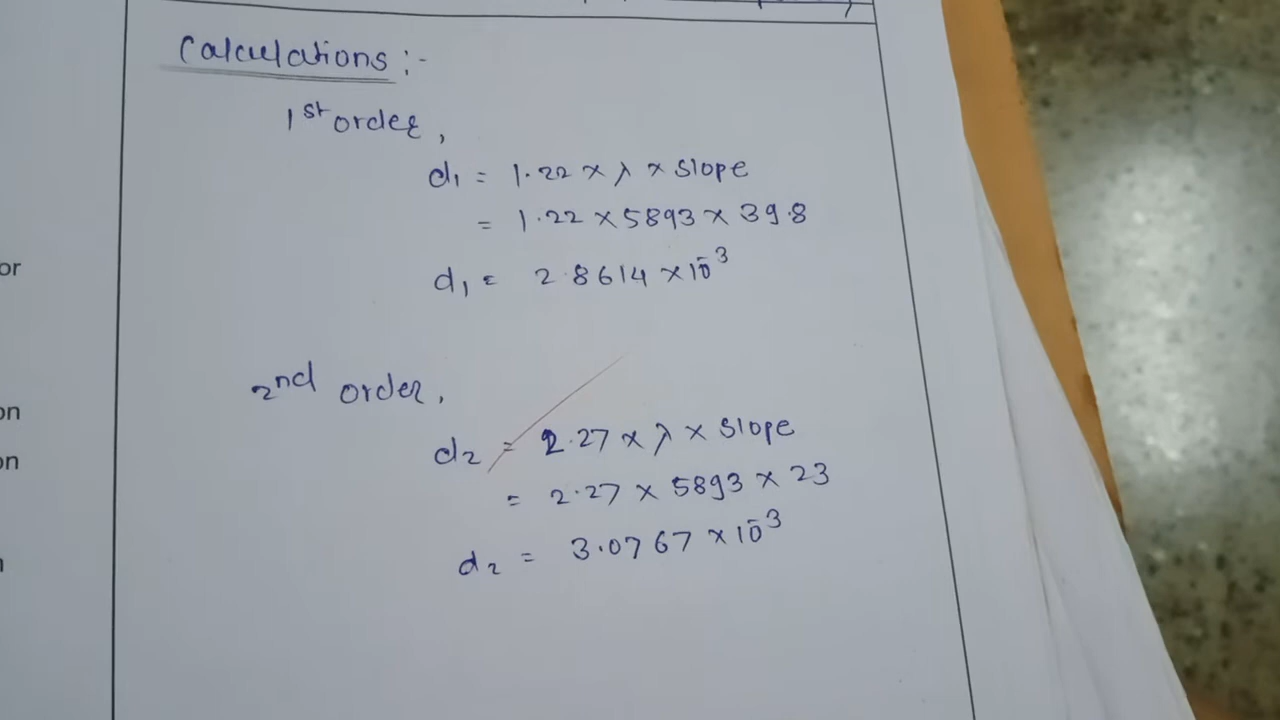 Calculations :-
1st order,
d₁ = 1.22 × λ × slope
= 1.22 × 5893 × 39.8
d₁ = 2.8614 × 10⁻³
2nd order,
d₂ = 2.27 × λ × slope
= 2.27 × 5893 × 23
d₂ = 3.0767 × 10⁻³
or
on
on